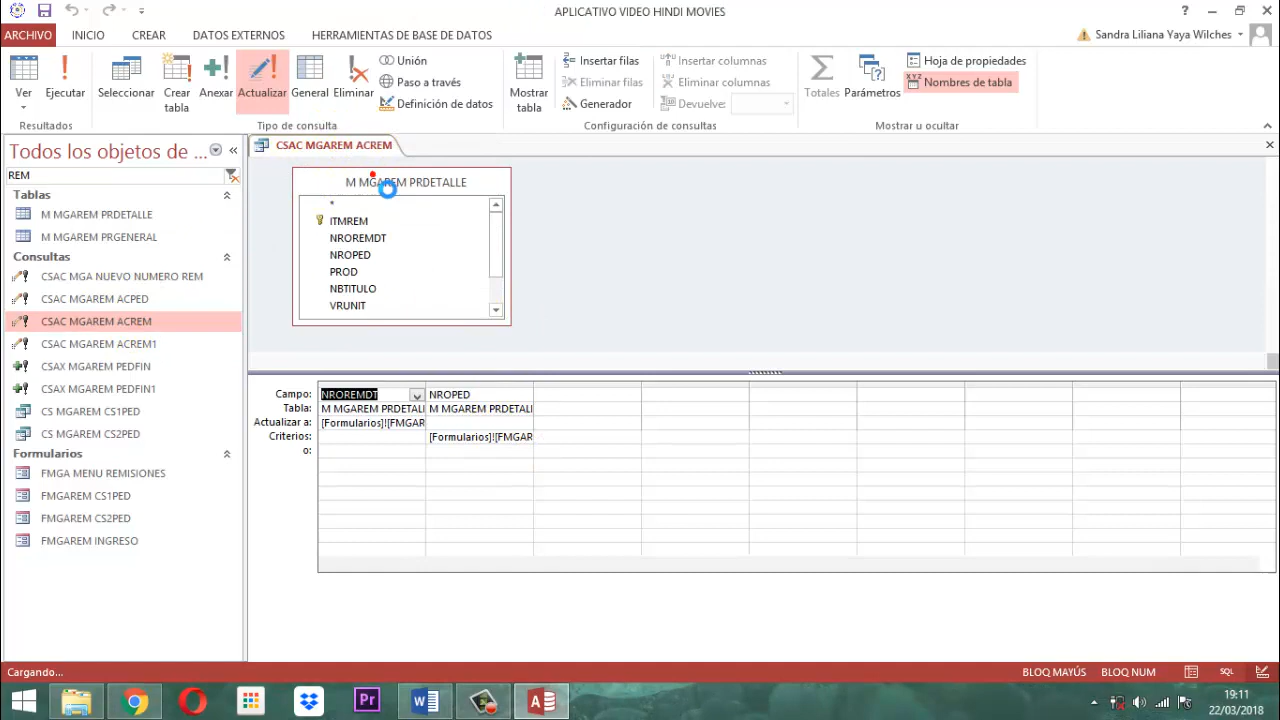 APLICATIVO VIDEO HINDI MOVIES
?
ARCHIVO INICIO CREAR DATOS EXTERNOS HERRAMIENTAS DE BASE DE DATOS
Sandra Liliana Yaya Wilches
Ver
Ejecutar
Resultados
Seleccionar
Crear tabla
Anexar
Actualizar
General
Eliminar
Unión
Paso a través
Definición de datos
Tipo de consulta
Mostrar tabla
Insertar filas
Eliminar filas
Generador
Insertar columnas
Eliminar columnas
Devuelve:
Configuración de consultas
Totales
Parámetros
Hoja de propiedades
XYZ Nombres de tabla
Mostrar u ocultar
Todos los objetos de ...
REM
Tablas
M MGAREM PRDETALLE
M MGAREM PRGENERAL
Consultas
CSAC MGA NUEVO NUMERO REM
CSAC MGAREM ACPED
CSAC MGAREM ACREM
CSAC MGAREM ACREM1
CSAX MGAREM PEDFIN
CSAX MGAREM PEDFIN1
CS MGAREM CS1PED
CS MGAREM CS2PED
Formularios
FMGA MENU REMISIONES
FMGAREM CS1PED
FMGAREM CS2PED
FMGAREM INGRESO
CSAC MGAREM ACREM
M MGAREM PRDETALLE
*
ITMREM
NROREMDT
NROPED
PROD
NBTITULO
VRUNIT
Campo: NROREMDT NROPED
Tabla: M MGAREM PRDETALI M MGAREM PRDETALI
Actualizar a: [Formularios]![FMGAR
Criterios: [Formularios]![FMGAR
o:
Cargando...
BLOQ MAYÚS BLOQ NUM SQL
Pr
19:11
22/03/2018